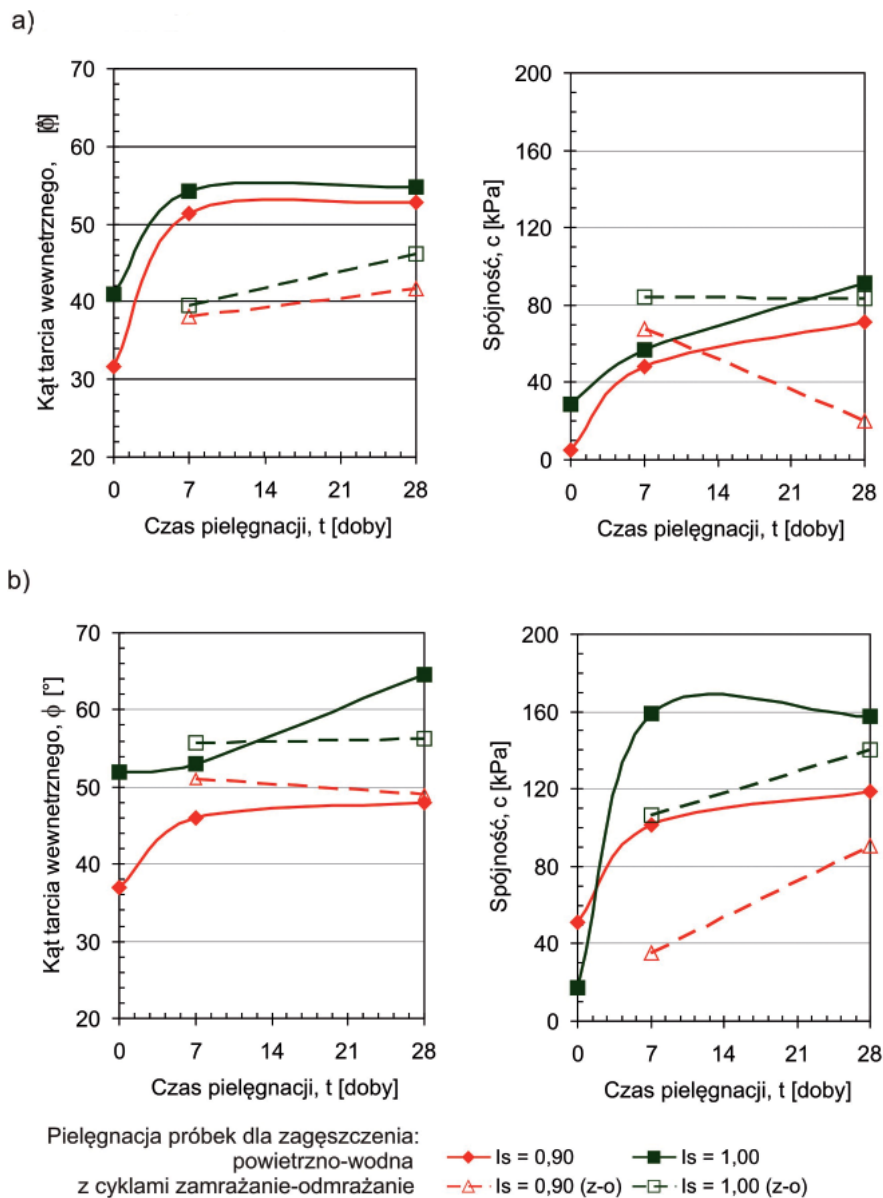 a)
70
60
50
40
30
20
0 7 14 21 28
Kąt tarcia wewnetrznego, [ϕ]
Czas pielęgnacji, t [doby]
200
160
120
80
40
0
0 7 14 21 28
Spójność, c [kPa]
Czas pielęgnacji, t [doby]
b)
70
60
50
40
30
20
0 7 14 21 28
Kąt tarcia wewnetrznego, ϕ [°]
Czas pielęgnacji, t [doby]
200
160
120
80
40
0
0 7 14 21 28
Spójność, c [kPa]
Czas pielęgnacji, t [doby]
Pielęgnacja próbek dla zagęszczenia:
powietrzno-wodna Is = 0,90 Is = 1,00
z cyklami zamrażanie-odmrażanie Is = 0,90 (z-o) Is = 1,00 (z-o)